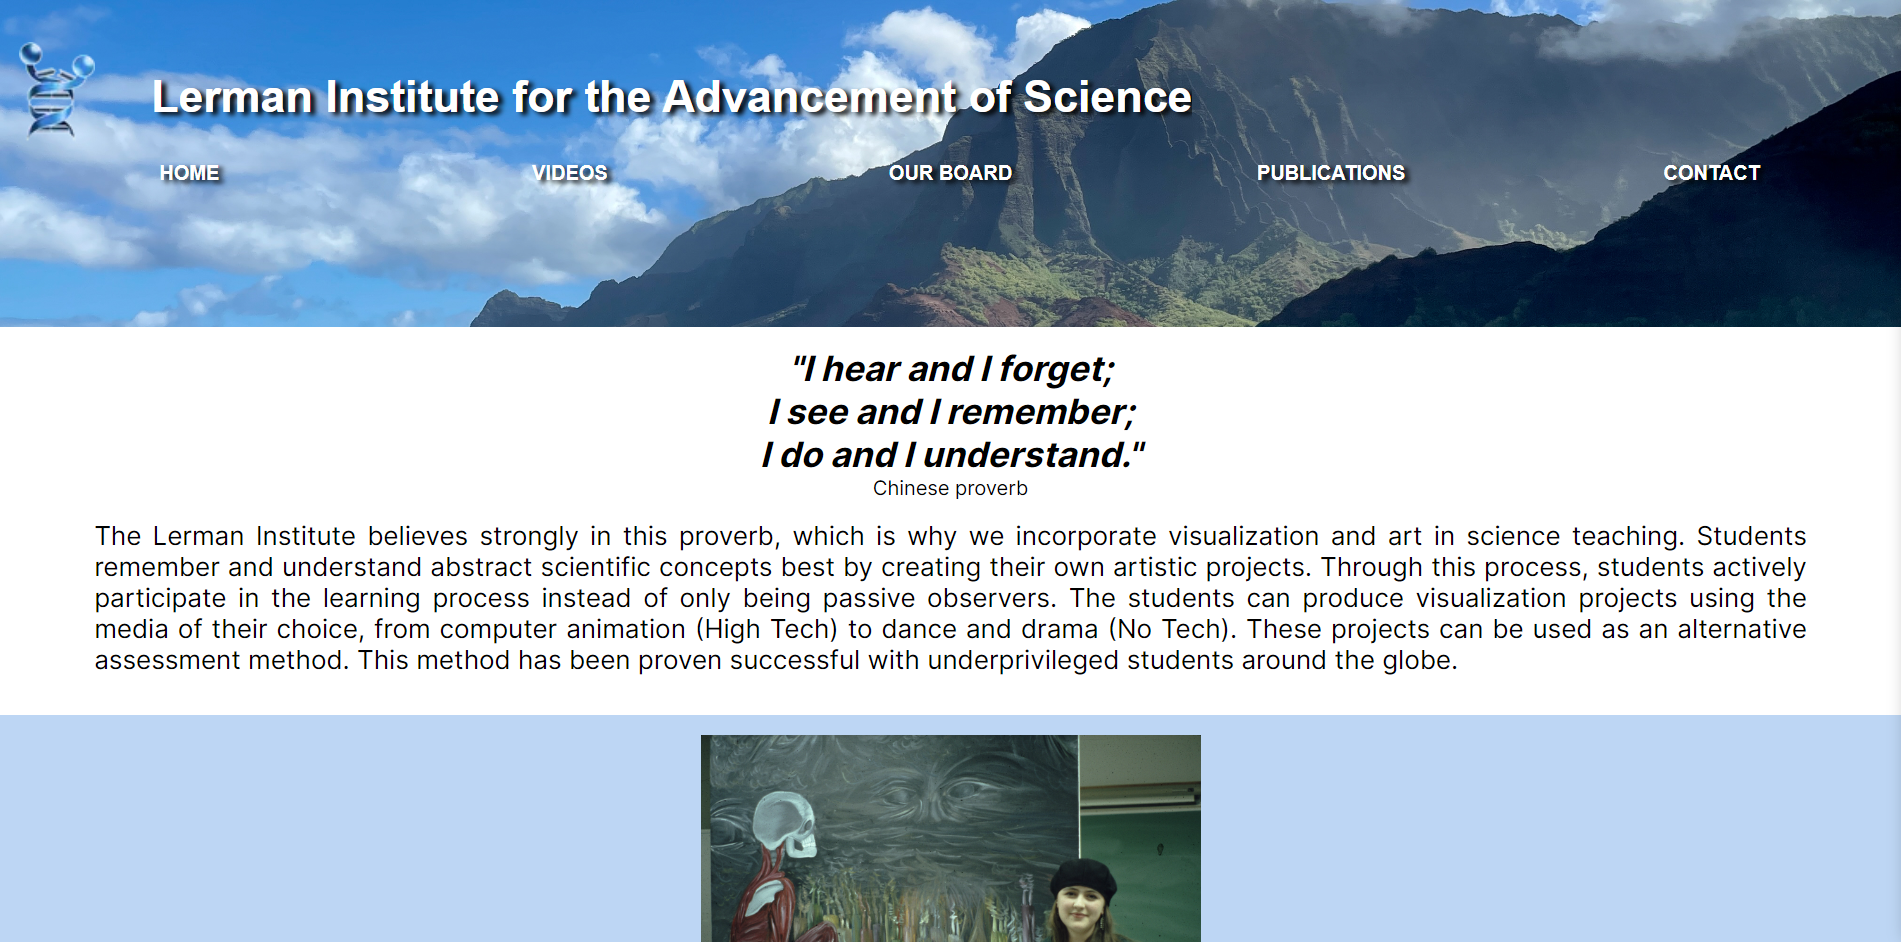 Lerman Institute for the Advancement of Science
HOME VIDEOS OUR BOARD PUBLICATIONS CONTACT
"I hear and I forget;
I see and I remember;
I do and I understand."
Chinese proverb
The Lerman Institute believes strongly in this proverb, which is why we incorporate visualization and art in science teaching. Students
remember and understand abstract scientific concepts best by creating their own artistic projects. Through this process, students actively
participate in the learning process instead of only being passive observers. The students can produce visualization projects using the
media of their choice, from computer animation (High Tech) to dance and drama (No Tech). These projects can be used as an alternative
assessment method. This method has been proven successful with underprivileged students around the globe.